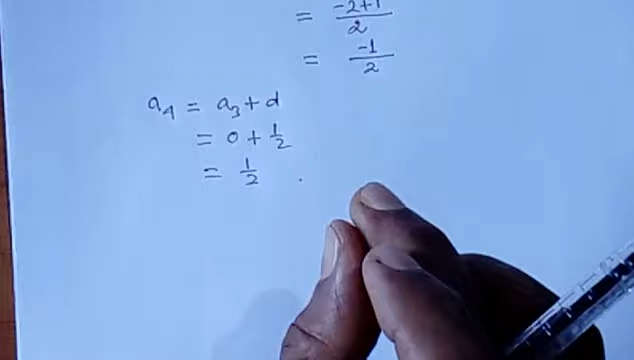 = -2+1/2
= -1/2
a₄ = a₃ + d
= 0 + 1/2
= 1/2 .